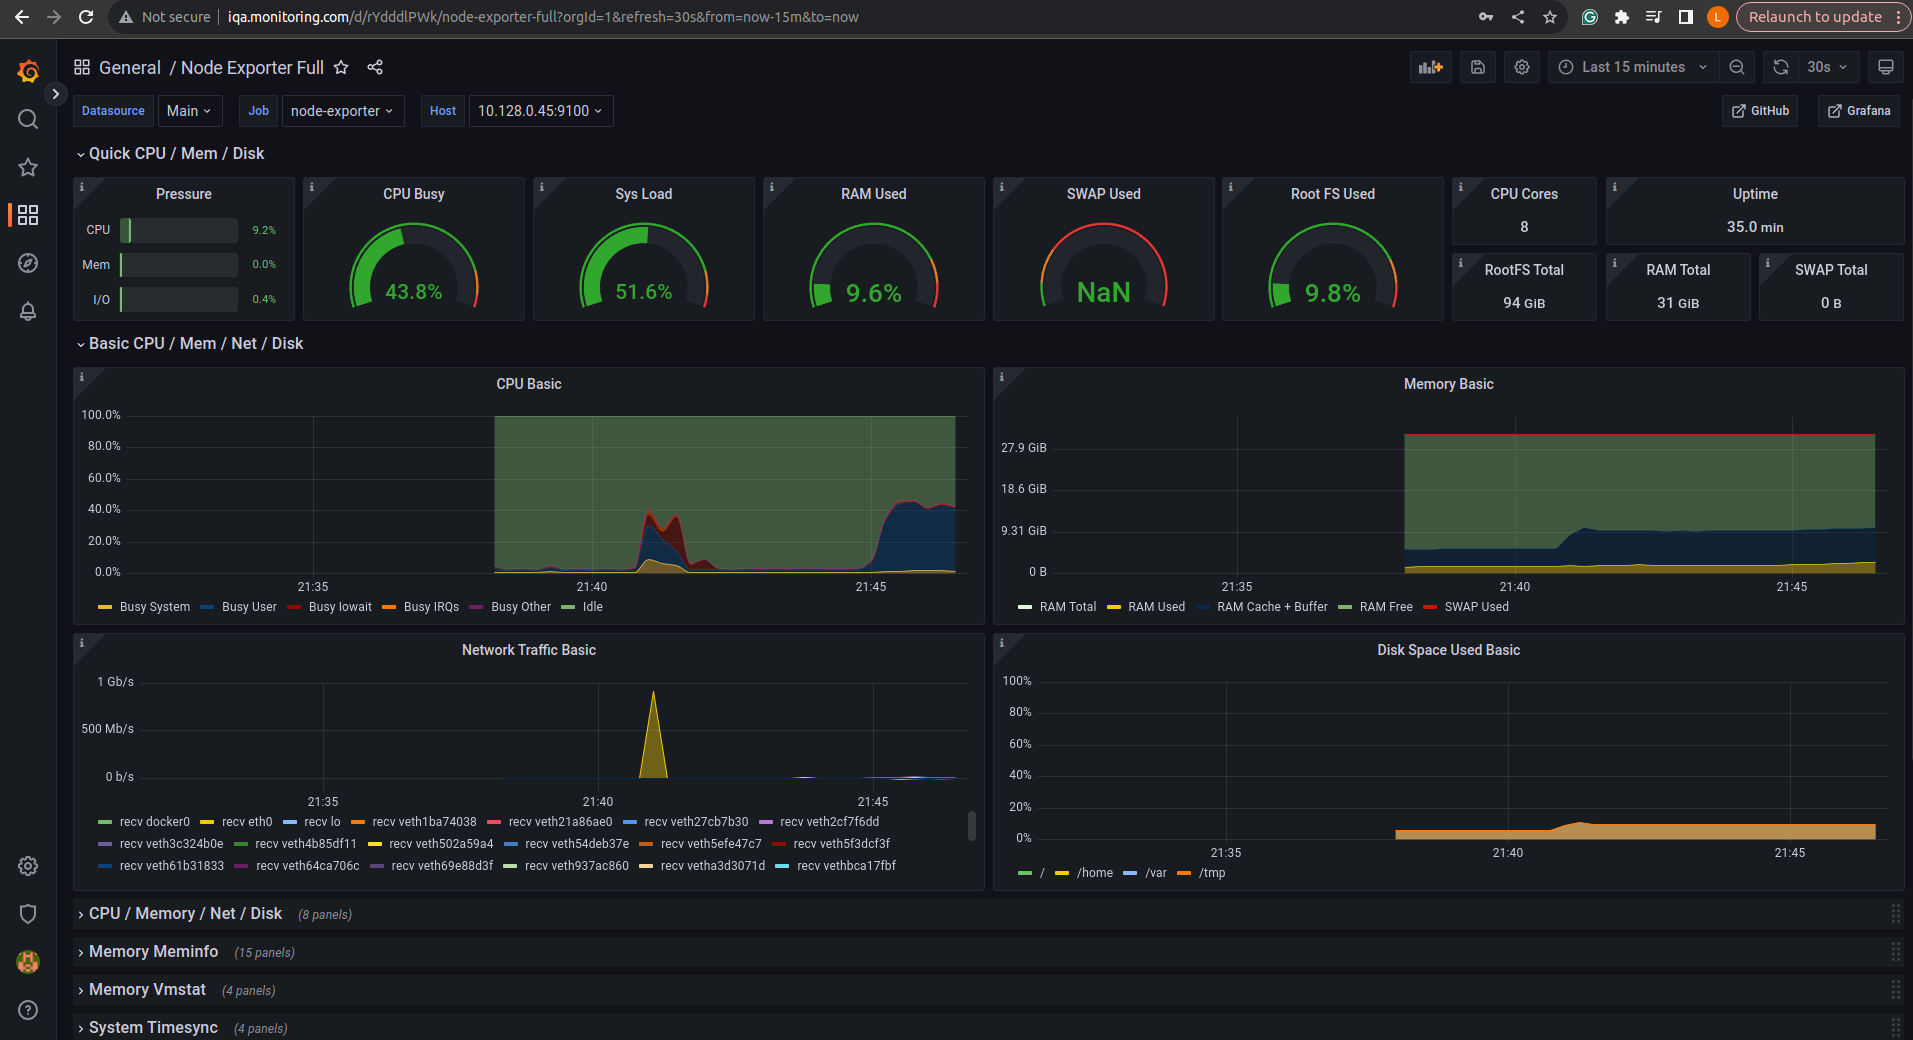 Not secure iqa.monitoring.com/d/rYdddlPWk/node-exporter-full?orgId=1&refresh=30s&from=now-15m&to=now L Relaunch to update
General / Node Exporter Full Last 15 minutes 30s
Datasource Main Job node-exporter Host 10.128.0.45:9100 GitHub Grafana
Quick CPU / Mem / Disk
Pressure
CPU 9.2%
Mem 0.0%
I/O 0.4%
CPU Busy
43.8%
Sys Load
51.6%
RAM Used
9.6%
SWAP Used
NaN
Root FS Used
9.8%
CPU Cores
8
Uptime
35.0 min
RootFS Total
94 GiB
RAM Total
31 GiB
SWAP Total
0 B
Basic CPU / Mem / Net / Disk
CPU Basic
100.0%
80.0%
60.0%
40.0%
20.0%
0.0%
21:35 21:40 21:45
Busy System Busy User Busy Iowait Busy IRQs Busy Other Idle
Memory Basic
27.9 GiB
18.6 GiB
9.31 GiB
0 B
21:35 21:40 21:45
RAM Total RAM Used RAM Cache + Buffer RAM Free SWAP Used
Network Traffic Basic
1 Gb/s
500 Mb/s
0 b/s
21:35 21:40 21:45
recv docker0 recv eth0 recv lo recv veth1ba74038 recv veth21a86ae0 recv veth27cb7b30 recv veth2cf7f6dd
recv veth3c324b0e recv veth4b85df11 recv veth502a59a4 recv veth54deb37e recv veth5efe47c7 recv veth5f3dcf3f
recv veth61b31833 recv veth64ca706c recv veth69e88d3f recv veth937ac860 recv vetha3d3071d recv vethbca17fbf
Disk Space Used Basic
100%
80%
60%
40%
20%
0%
21:35 21:40 21:45
/ /home /var /tmp
CPU / Memory / Net / Disk (8 panels)
Memory Meminfo (15 panels)
Memory Vmstat (4 panels)
System Timesync (4 panels)